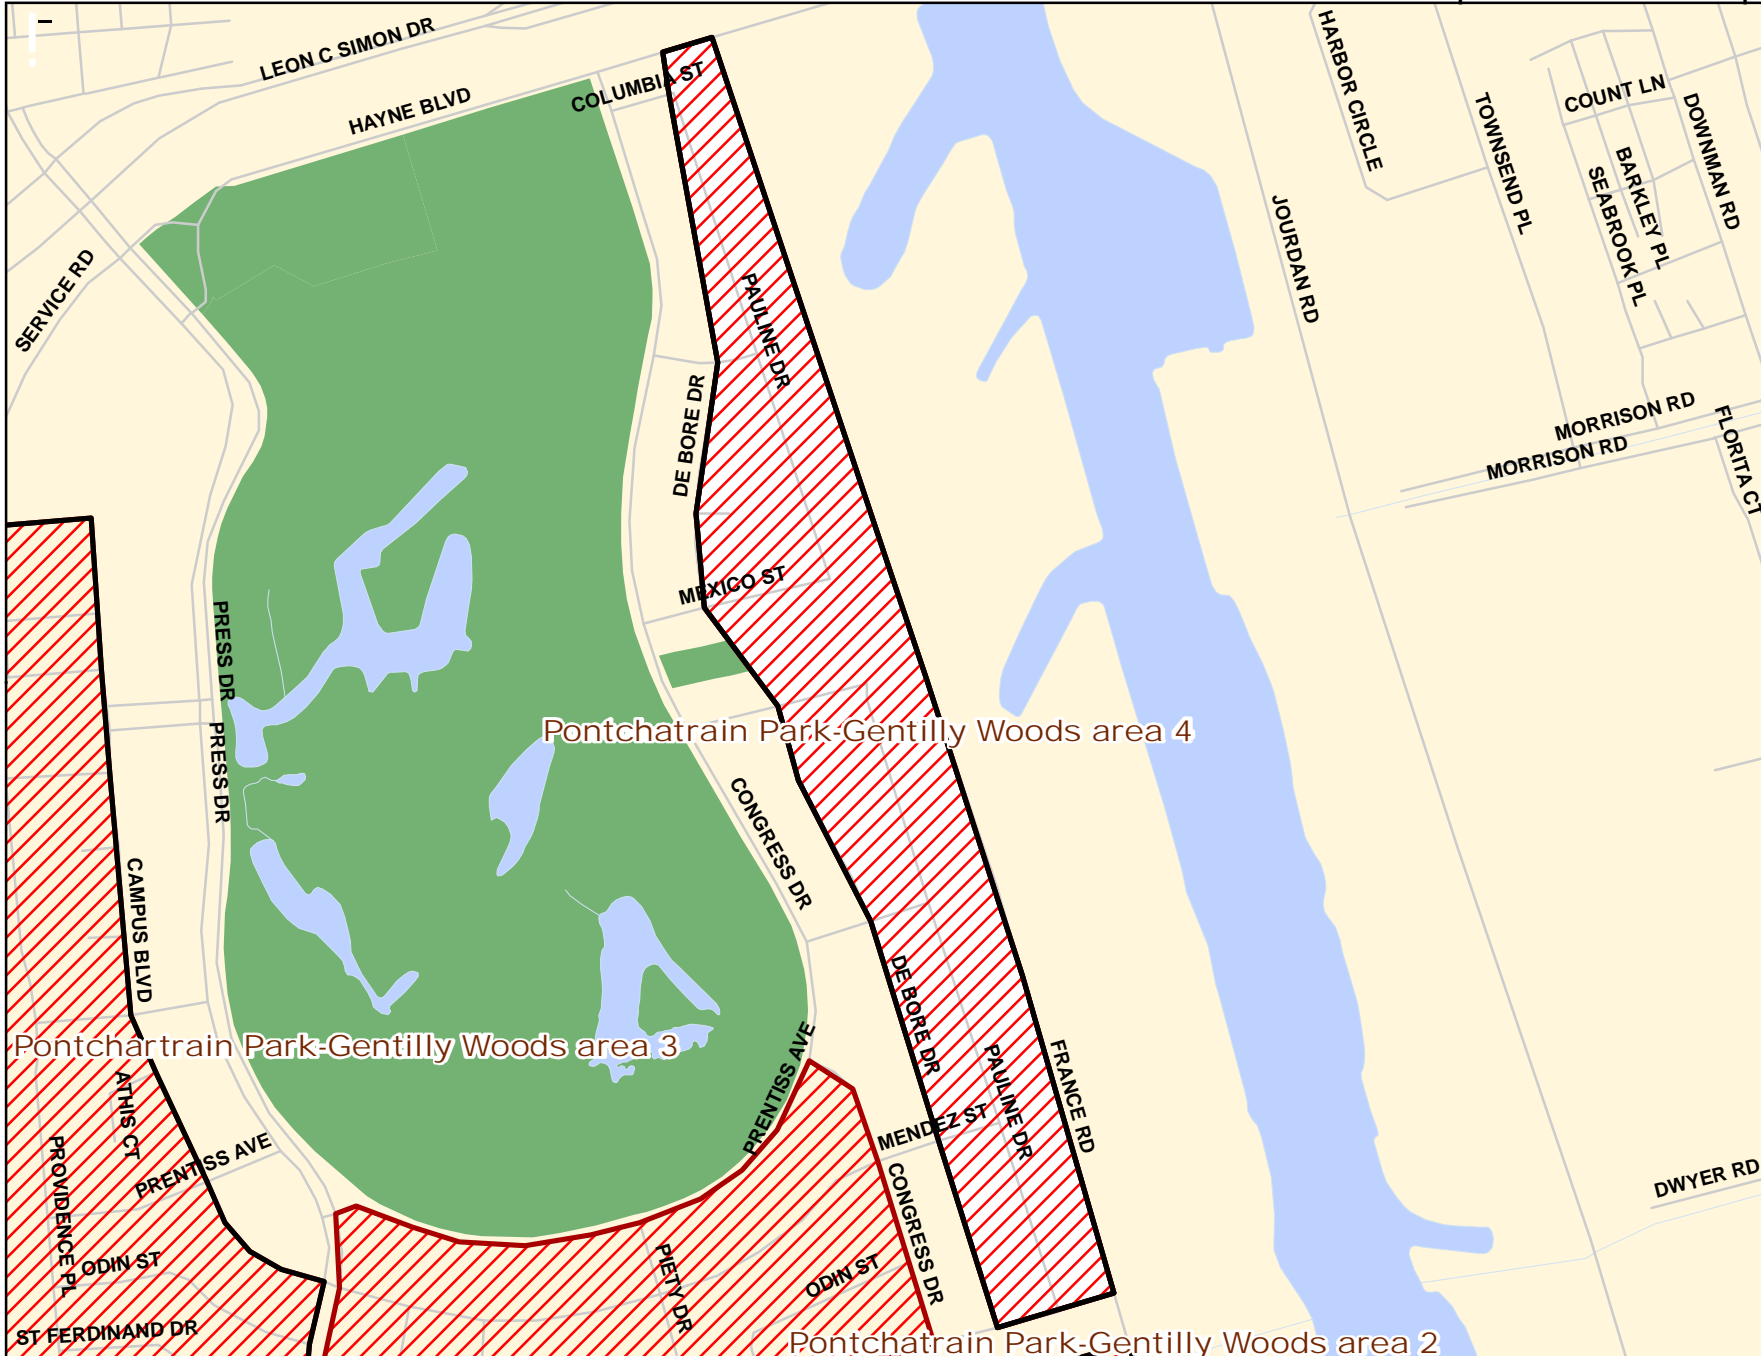 LEON C SIMON DR
HAYNE BLVD
COLUMBIA ST
HARBOR CIRCLE
TOWNSEND PL
COUNT LN
DOWNMAN RD
BARKLEY PL
SEABROOK PL
JOURDAN RD
SERVICE RD
PAULINE DR
DE BORE DR
MORRISON RD
MORRISON RD
FLORITA CT
MEXICO ST
PRESS DR
PRESS DR
Pontchatrain Park-Gentilly Woods area 4
CONGRESS DR
CAMPUS BLVD
DE BORE DR
Pontchartrain Park-Gentilly Woods area 3
PRENTISS AVE
PAULINE DR
FRANCE RD
ATHIS CT
MENDEZ ST
PRENTISS AVE
PROVIDENCE PL
CONGRESS DR
DWYER RD
ODIN ST
PIETY DR
ODIN ST
ST FERDINAND DR
Pontchatrain Park-Gentilly Woods area 2